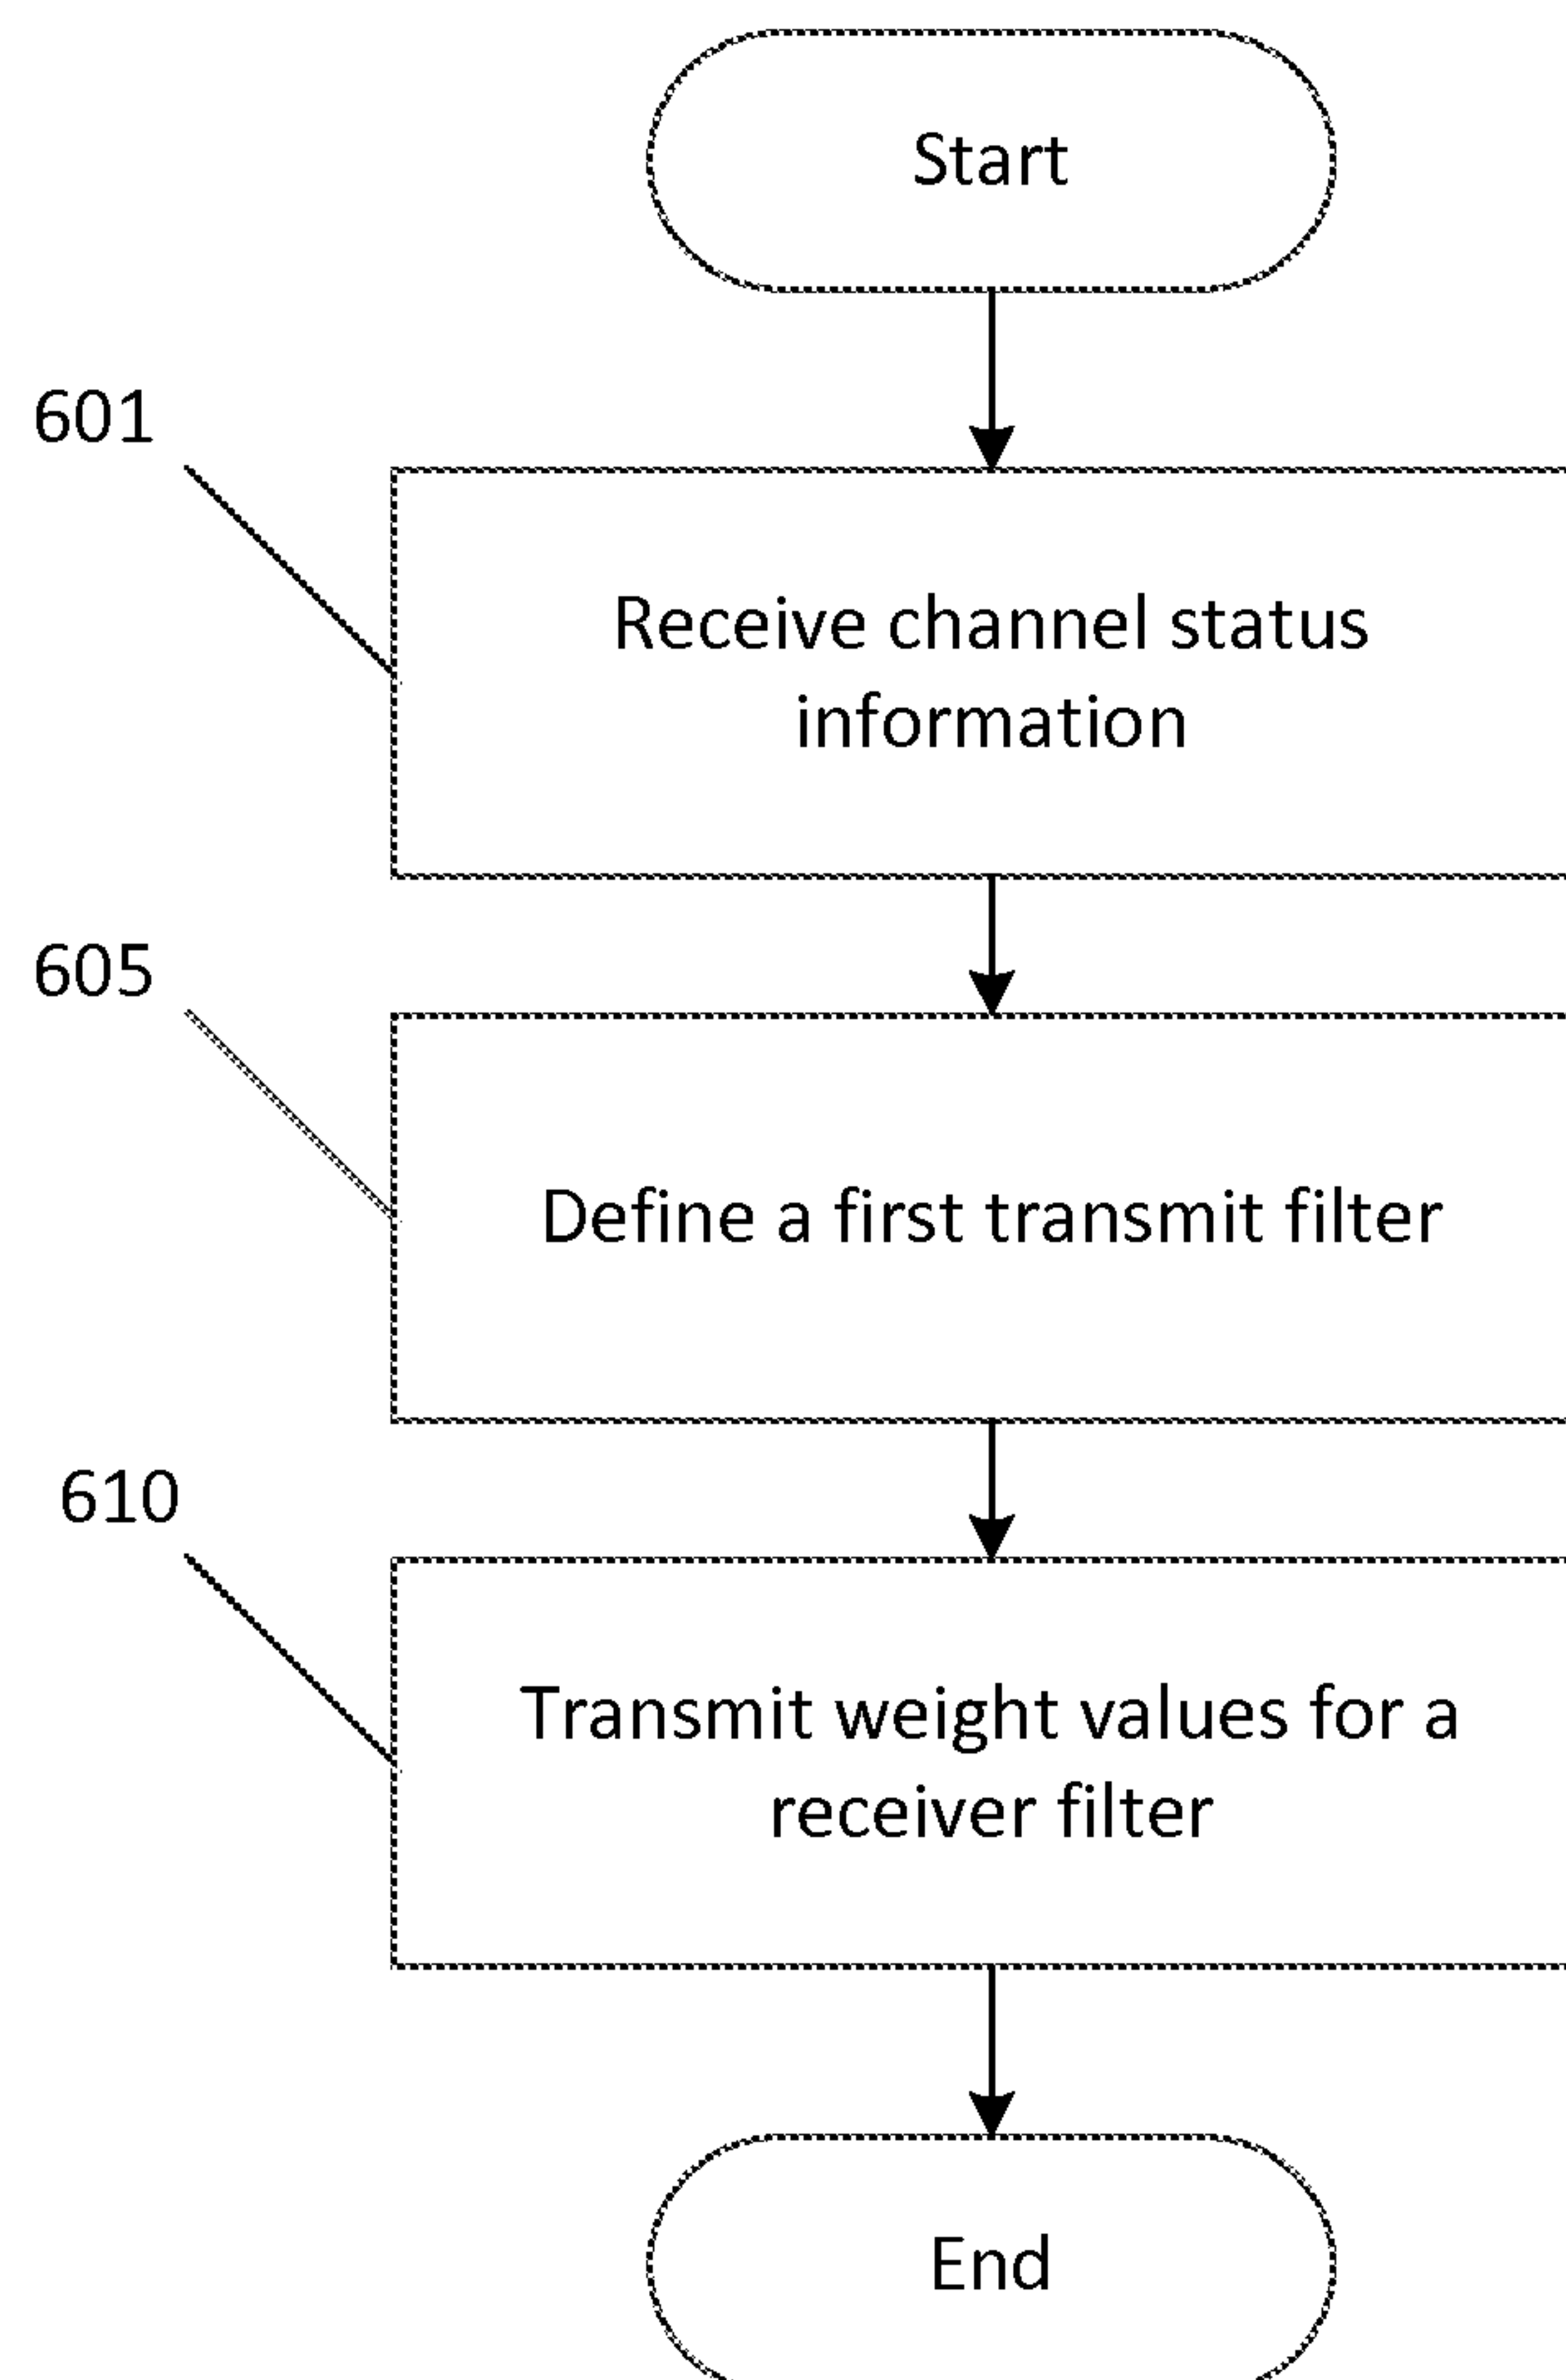 Start
601
Receive channel status
information
605
Define a first transmit filter
610
Transmit weight values for a
receiver filter
End